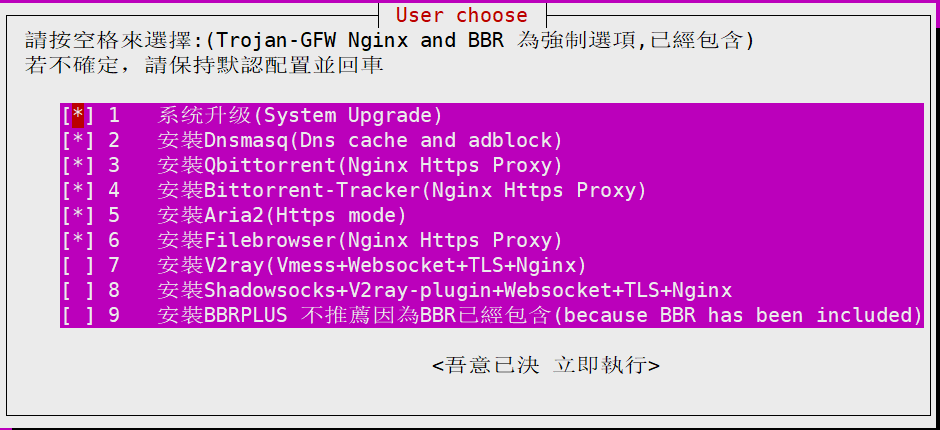 User choose
請按空格來選擇:(Trojan-GFW Nginx and BBR 為強制選項,已經包含)
若不確定，請保持默認配置並回車
[*] 1 系统升级(System Upgrade)
[*] 2 安裝Dnsmasq(Dns cache and adblock)
[*] 3 安裝Qbittorrent(Nginx Https Proxy)
[*] 4 安裝Bittorrent-Tracker(Nginx Https Proxy)
[*] 5 安裝Aria2(Https mode)
[*] 6 安裝Filebrowser(Nginx Https Proxy)
[ ] 7 安裝V2ray(Vmess+Websocket+TLS+Nginx)
[ ] 8 安裝Shadowsocks+V2ray-plugin+Websocket+TLS+Nginx
[ ] 9 安裝BBRPLUS 不推薦因為BBR已經包含(because BBR has been included)
<吾意已決 立即執行>